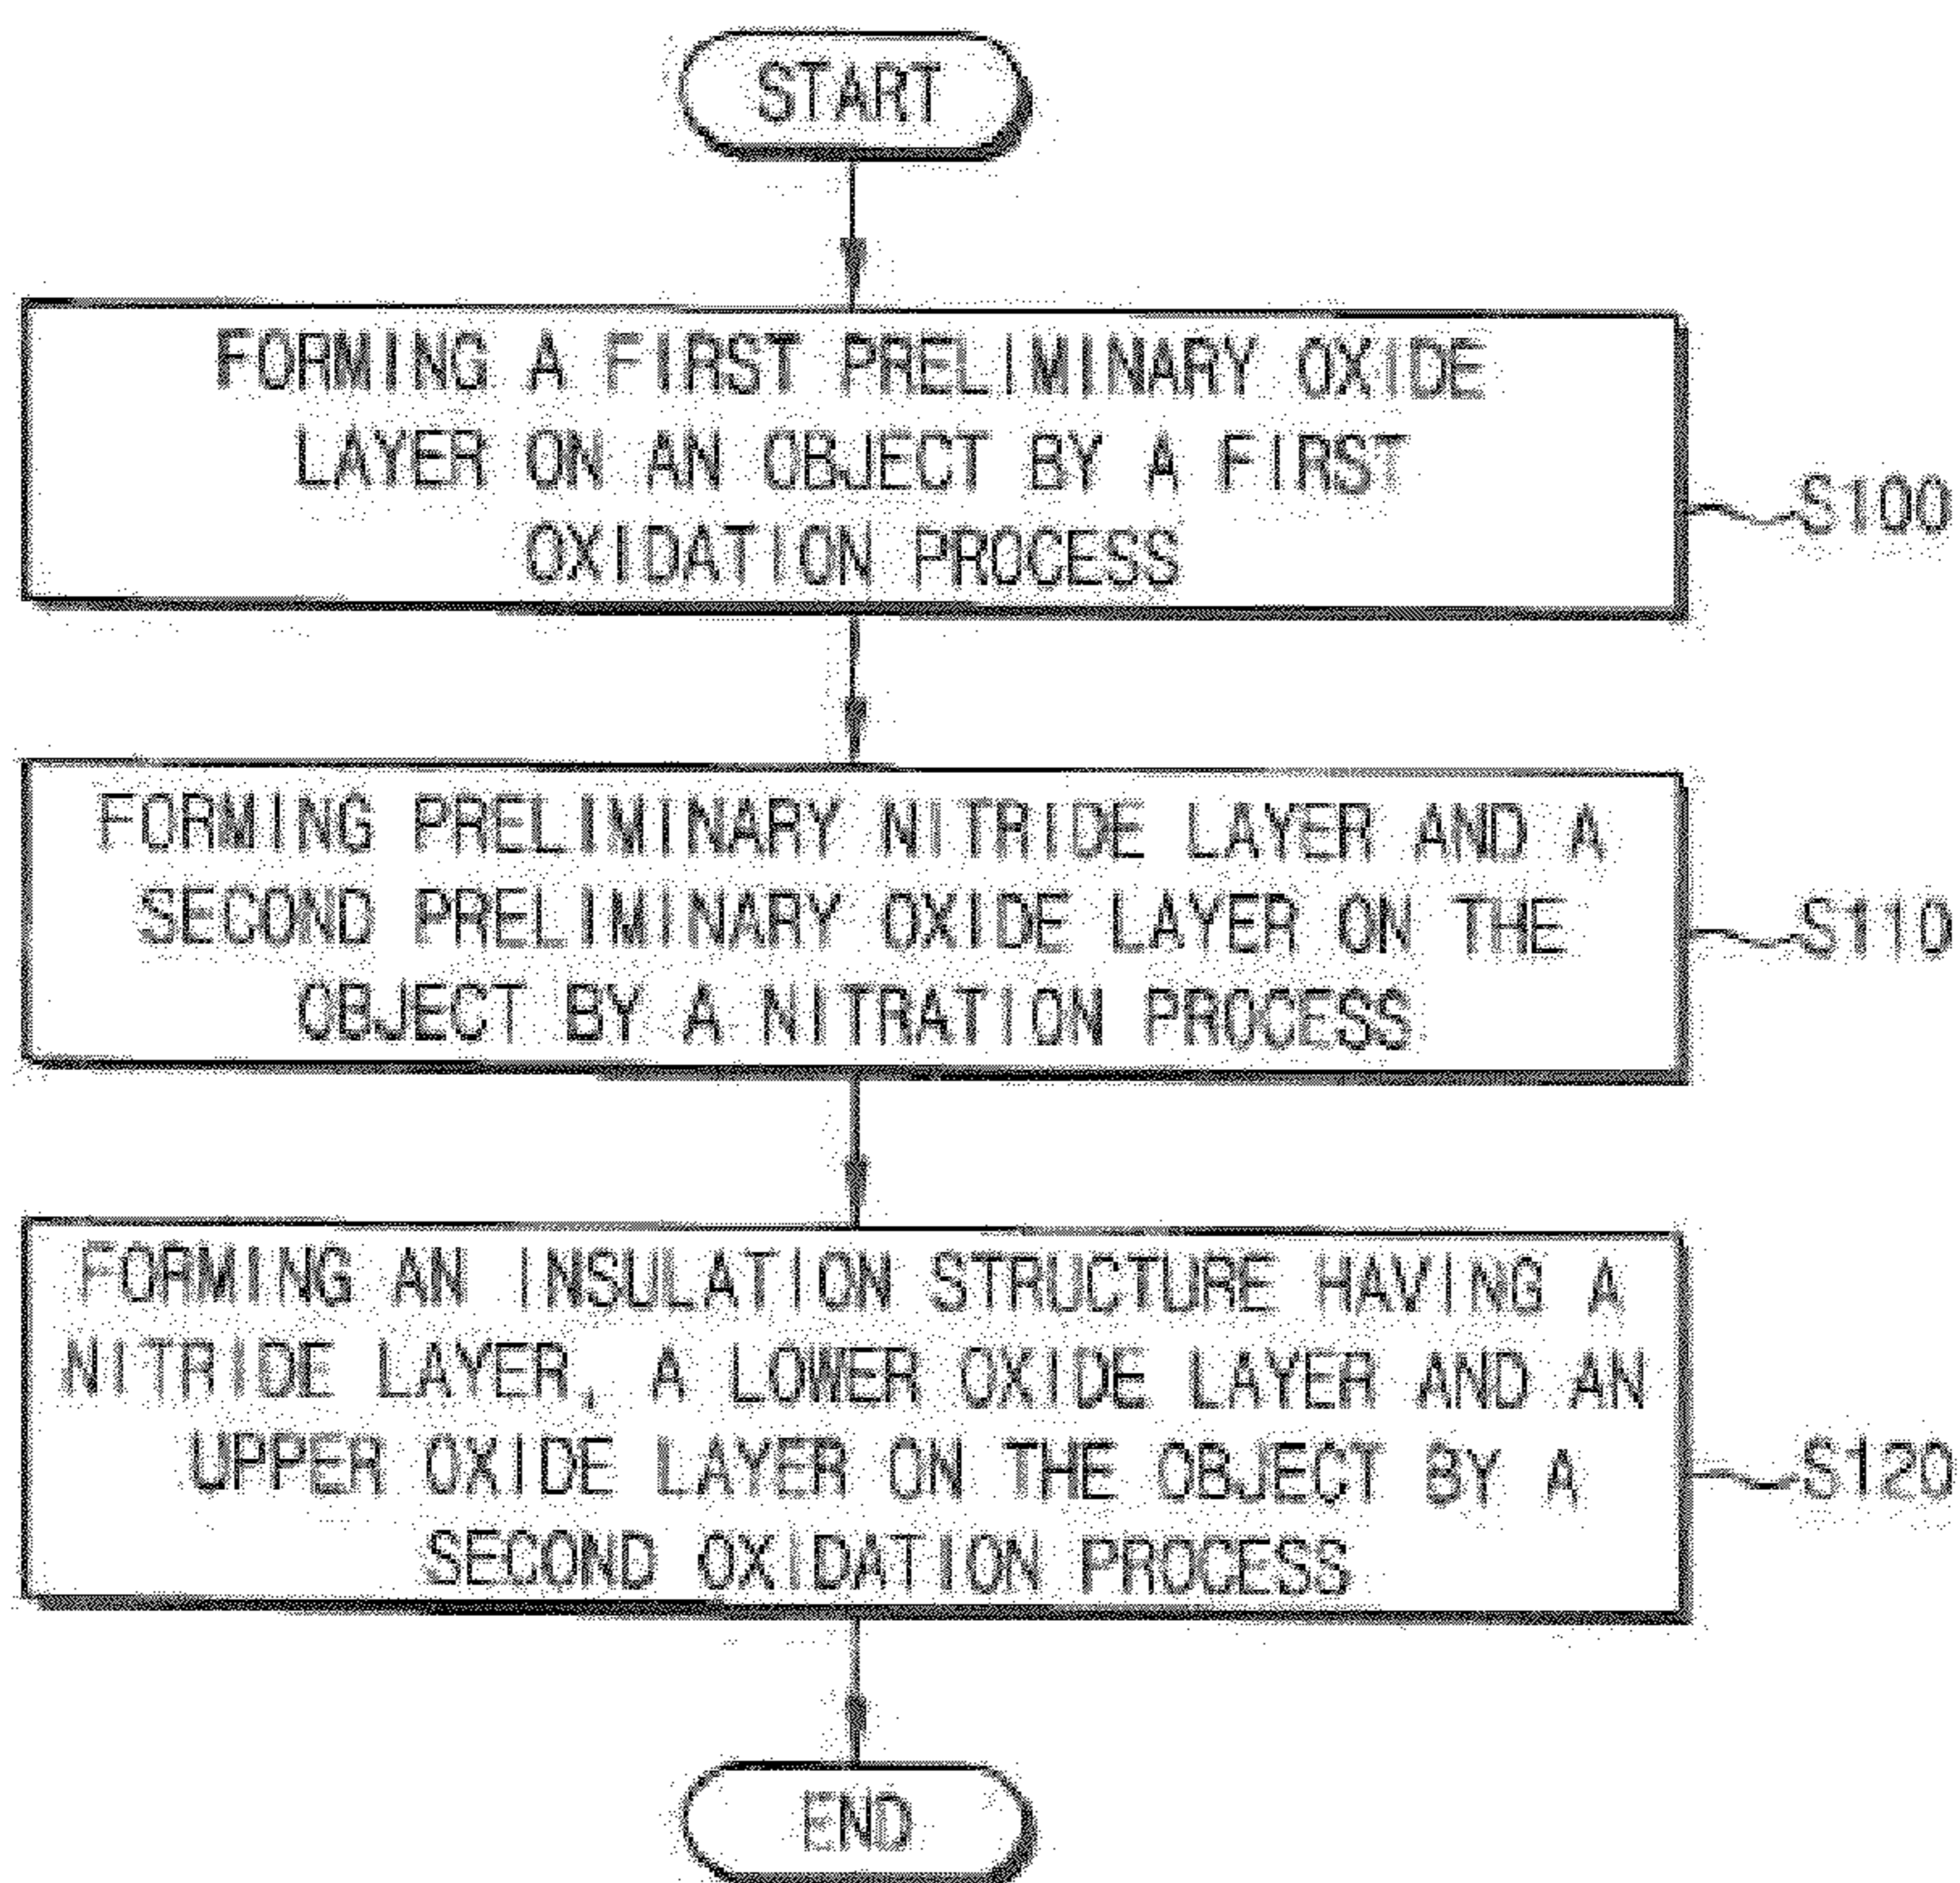 START
FORMING A FIRST PRELIMINARY OXIDE
LAYER ON AN OBJECT BY A FIRST
OXIDATION PROCESS
S100
FORMING PRELIMINARY NITRIDE LAYER AND A
SECOND PRELIMINARY OXIDE LAYER ON THE
OBJECT BY A NITRATION PROCESS
S110
FORMING AN INSULATION STRUCTURE HAVING A
NITRIDE LAYER, A LOWER OXIDE LAYER AND AN
UPPER OXIDE LAYER ON THE OBJECT BY A
SECOND OXIDATION PROCESS
S120
END